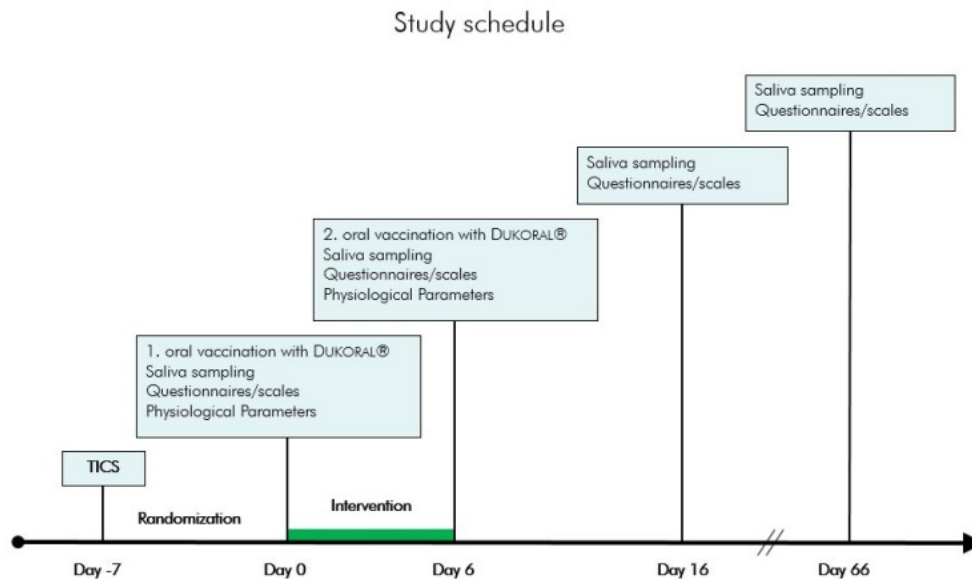 Study schedule
Saliva sampling
Questionnaires/scales
Saliva sampling
Questionnaires/scales
2. oral vaccination with DUKORAL®
Saliva sampling
Questionnaires/scales
Physiological Parameters
1. oral vaccination with DUKORAL®
Saliva sampling
Questionnaires/scales
Physiological Parameters
TICS
Randomization
Intervention
Day -7
Day 0
Day 6
Day 16
Day 66